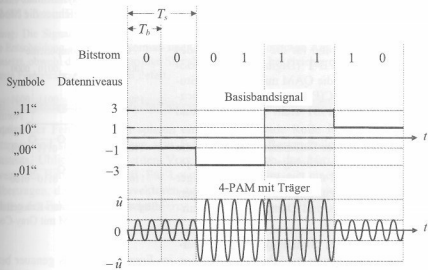 T_s
T_b
Bitstrom 0 0 0 1 1 1 1 0
Symbole Datenniveaus
Basisbandsignal
„11“ 3
„10“ 1
t
„00“ −1
„01“ −3
4-PAM mit Träger
û
0
t
−û